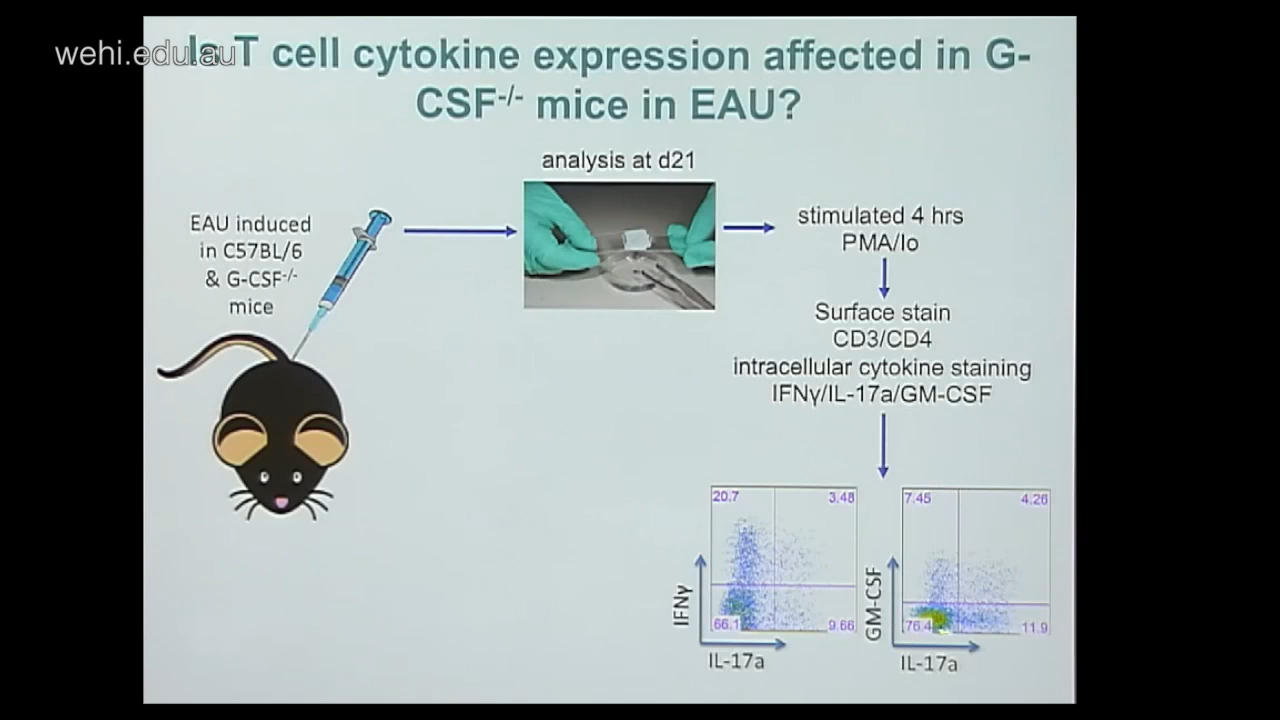 wehi.edu.au
Is T cell cytokine expression affected in G-
CSF-/- mice in EAU?
analysis at d21
EAU induced
in C57BL/6
& G-CSF-/-
mice
stimulated 4 hrs
PMA/Io
Surface stain
CD3/CD4
intracellular cytokine staining
IFNγ/IL-17a/GM-CSF
20.7 3.48
66.1 9.66
IFNγ
IL-17a
7.45 4.26
76.4 11.9
GM-CSF
IL-17a